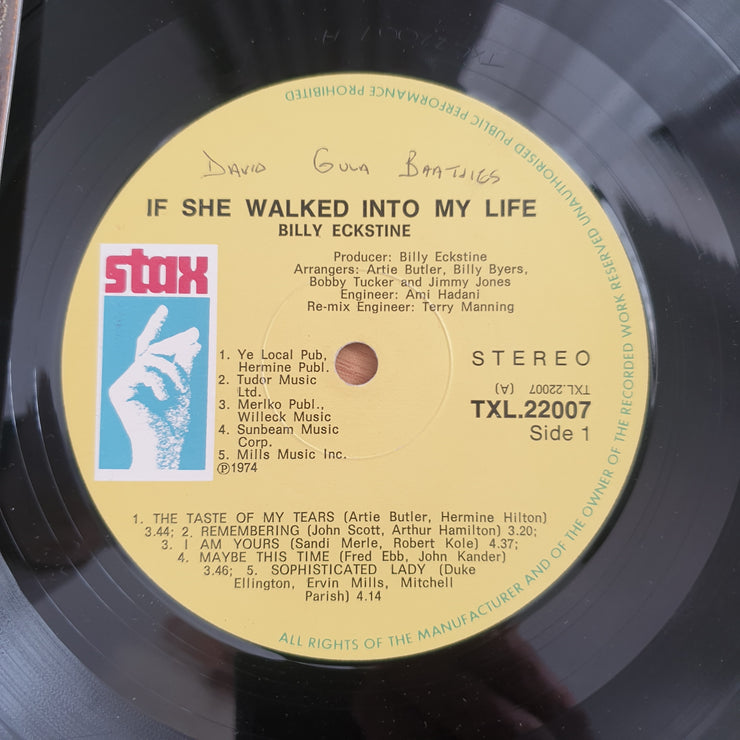 TXL 22007 A
UNAUTHORISED PUBLIC PERFORMANCE PROHIBITED
DAVID GULA BAATJIES
IF SHE WALKED INTO MY LIFE
BILLY ECKSTINE
Producer: Billy Eckstine
Arrangers: Artie Butler, Billy Byers,
Bobby Tucker and Jimmy Jones
Engineer: Ami Hadani
Re-mix Engineer: Terry Manning
stax
1. Ye Local Pub,
Hermine Publ.
2. Tudor Music
Ltd.
3. Merlko Publ.,
Willeck Music
4. Sunbeam Music
Corp.
5. Mills Music Inc.
℗1974
STEREO
TXL.22007 (A)
TXL.22007
Side 1
1. THE TASTE OF MY TEARS (Artie Butler, Hermine Hilton)
3.44; 2. REMEMBERING (John Scott, Arthur Hamilton) 3.20;
3. I AM YOURS (Sandi Merle, Robert Kole) 4.37;
4. MAYBE THIS TIME (Fred Ebb, John Kander)
3.46; 5. SOPHISTICATED LADY (Duke
Ellington, Ervin Mills, Mitchell
Parish) 4.14
ALL RIGHTS OF THE MANUFACTURER AND OF THE OWNER OF THE RECORDED WORK RESERVED